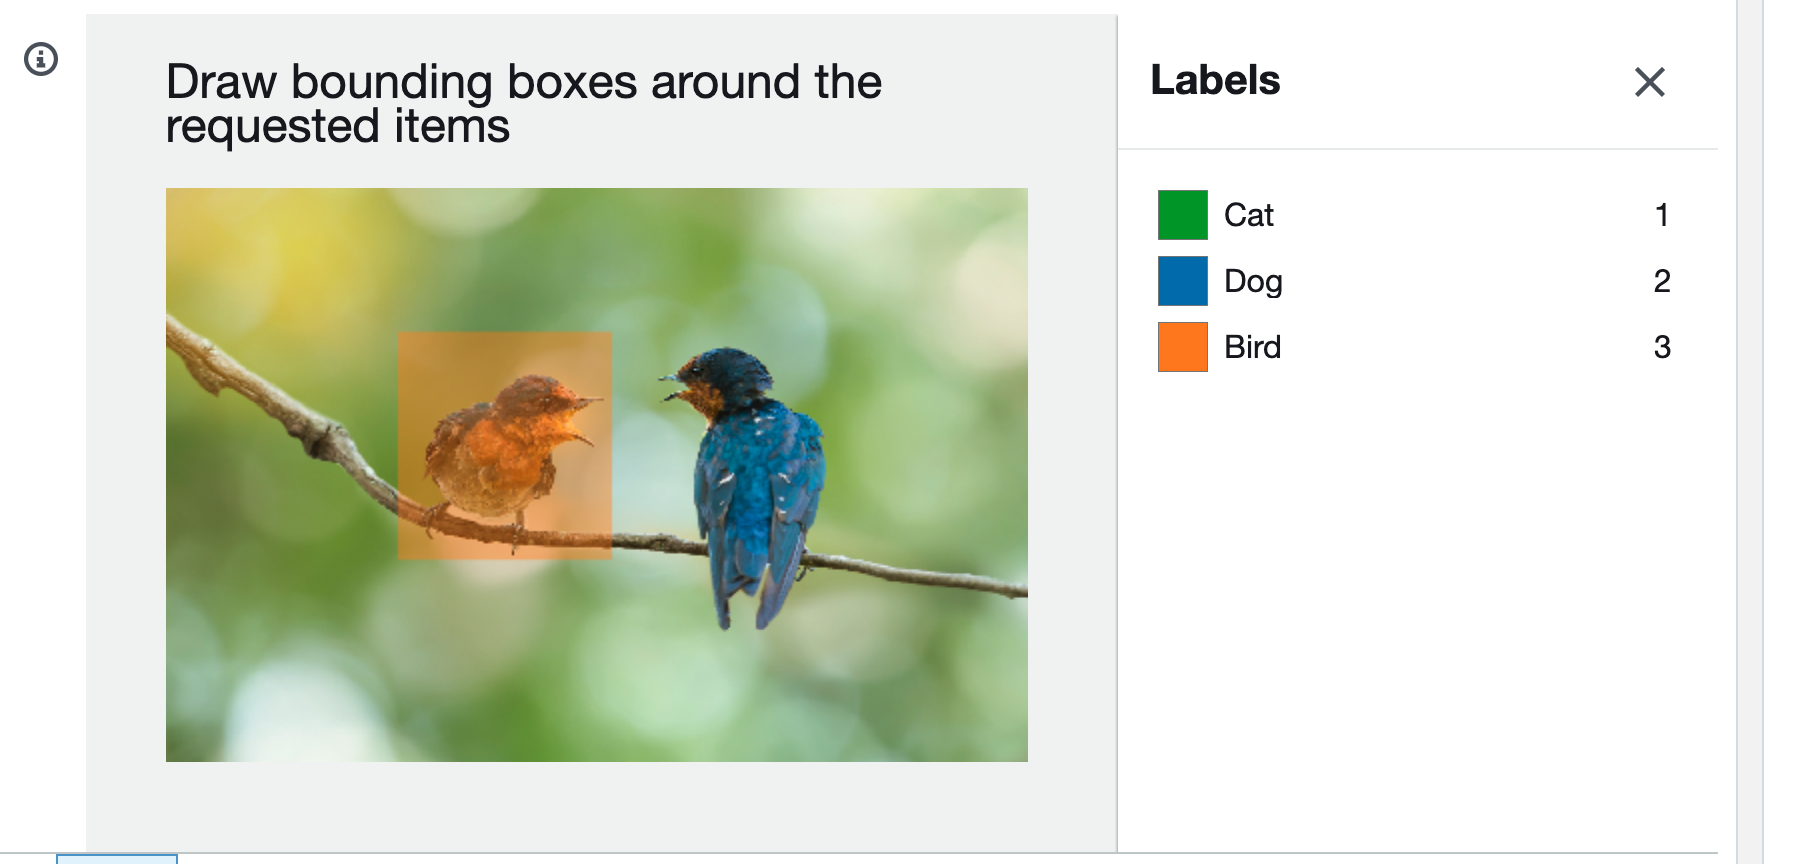 Draw bounding boxes around the
requested items
Labels
Cat 1
Dog 2
Bird 3